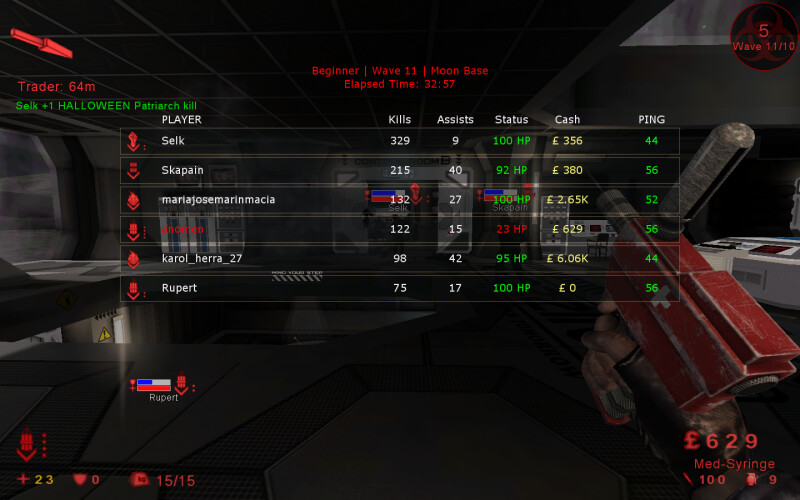 5
Wave 11/10
Beginner | Wave 11 | Moon Base
Elapsed Time: 32:57
Trader: 64m
Selk +1 HALLOWEEN Patriarch kill
PLAYER Kills Assists Status Cash PING
Selk 329 9 100 HP £ 356 44
Skapain 215 40 92 HP £ 380 56
mariajosemarinmacia 132 27 100 HP £ 2.65K 52
Selk Skapain
122 15 23 HP £ 629 56
karol_herra_27 98 42 95 HP £ 6.06K 44
MIND YOUR STEP
Rupert 75 17 100 HP £ 0 56
Rupert
£629
Med-Syringe
23 0 15/15 100 9